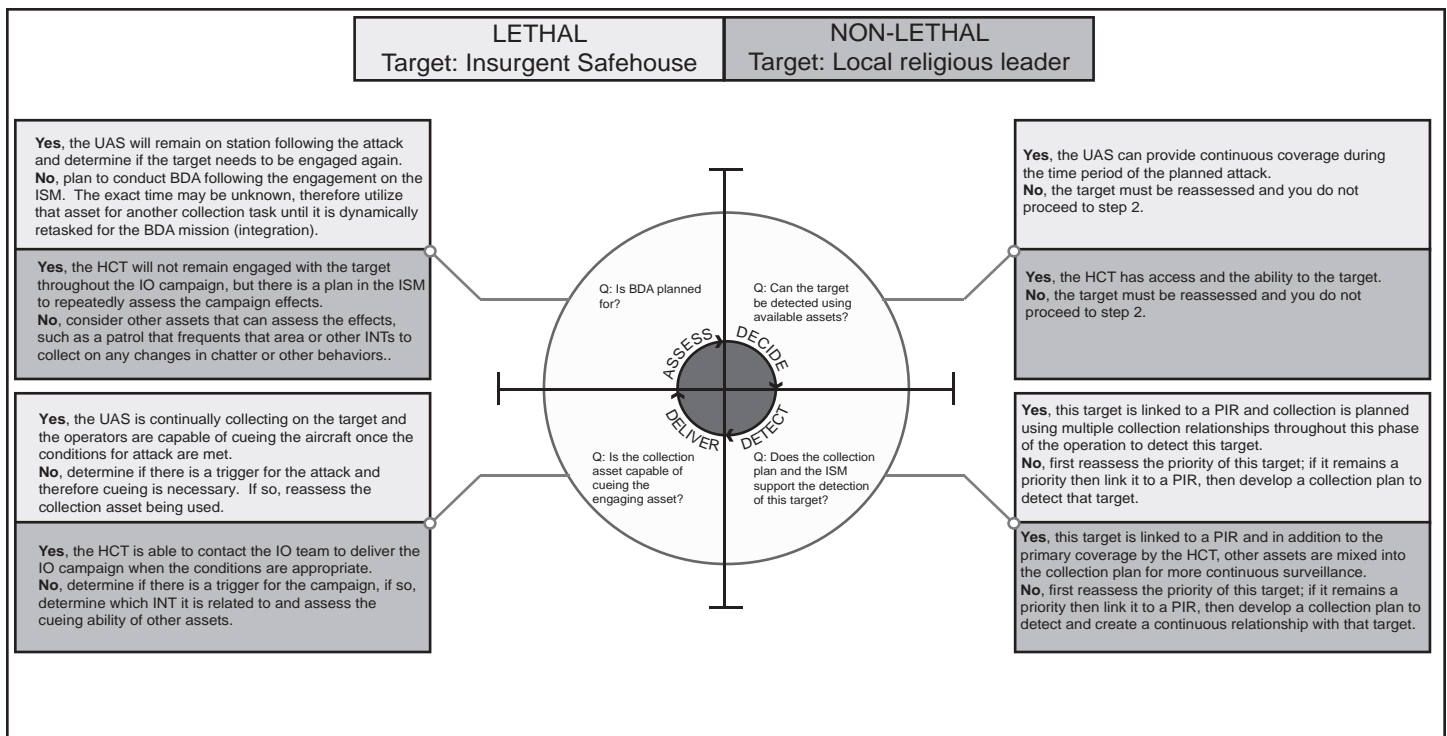 LETHAL
Target: Insurgent Safehouse
NON-LETHAL
Target: Local religious leader
Yes, the UAS will remain on station following the attack
and determine if the target needs to be engaged again.
No, plan to conduct BDA following the engagement on the
ISM.  The exact time may be unknown, therefore utilize
that asset for another collection task until it is dynamically
retasked for the BDA mission (integration).
Yes, the HCT will not remain engaged with the target
throughout the IO campaign, but there is a plan in the ISM
to repeatedly assess the campaign effects.
No, consider other assets that can assess the effects,
such as a patrol that frequents that area or other INTs to
collect on any changes in chatter or other behaviors..
Yes, the UAS is continually collecting on the target and
the operators are capable of cueing the aircraft once the
conditions for attack are met.
No, determine if there is a trigger for the attack and
therefore cueing is necessary.  If so, reassess the
collection asset being used.
Yes, the HCT is able to contact the IO team to deliver the
IO campaign when the conditions are appropriate.
No, determine if there is a trigger for the campaign, if so,
determine which INT it is related to and assess the
cueing ability of other assets.
Q: Is BDA planned
for?
Q: Can the target
be detected using
available assets?
ASSESS
DECIDE
DELIVER
DETECT
Q: Is the collection
asset capable of
cueing the
engaging asset?
Q: Does the collection
plan and the ISM
support the detection
of this target?
Yes, the UAS can provide continuous coverage during
the time period of the planned attack.
No, the target must be reassessed and you do not
proceed to step 2.
Yes, the HCT has access and the ability to the target.
No, the target must be reassessed and you do not
proceed to step 2.
Yes, this target is linked to a PIR and collection is planned
using multiple collection relationships throughout this phase
of the operation to detect this target.
No, first reassess the priority of this target; if it remains a
priority then link it to a PIR, then develop a collection plan to
detect that target.
Yes, this target is linked to a PIR and in addition to the
primary coverage by the HCT, other assets are mixed into
the collection plan for more continuous surveillance.
No, first reassess the priority of this target; if it remains a
priority then link it to a PIR, then develop a collection plan to
detect and create a continuous relationship with that target.